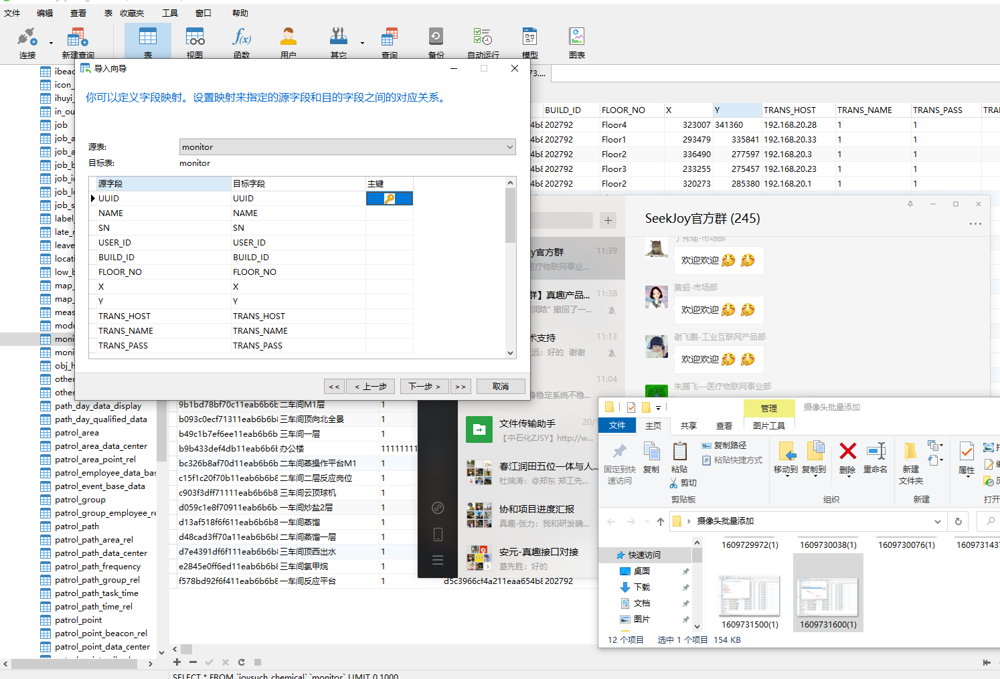 文件 编辑 查看 表 收藏夹 工具 窗口 帮助
连接 新建查询 表 视图 函数 用户 其它 查询 备份 自动运行 模型 图表
导入向导
你可以定义字段映射。设置映射来指定的源字段和目的字段之间的对应关系。
源表: monitor
目标表: monitor
源字段 目标字段 主键
UUID UUID
NAME NAME
SN SN
USER_ID USER_ID
BUILD_ID BUILD_ID
FLOOR_NO FLOOR_NO
X X
Y Y
TRANS_HOST TRANS_HOST
TRANS_NAME TRANS_NAME
TRANS_PASS TRANS_PASS
<< < 上一步 下一步 > >> 取消
ibeac
icon_
ihuyi_
in_ou
job
job_a
job_a
job_b
job_ic
job_l
job_s
label_
late_r
leave
locati
low_b
map_
map_
meas
modu
moni
moni
obj_h
other
other
path_day_data_display
path_day_qualified_data
patrol_area
patrol_area_data_center
patrol_area_point_rel
patrol_employee_data_bas
patrol_event_base_data
patrol_group
patrol_group_employee_re
patrol_path
patrol_path_area_rel
patrol_path_data_center
patrol_path_frequency
patrol_path_group_rel
patrol_path_task_time
patrol_path_time_rel
patrol_point
patrol_point_beacon_rel
patrol_point_data_center
73....
BUILD_ID FLOOR_NO X Y TRANS_HOST TRANS_NAME TRANS_PASS TRA
4b8 202792 Floor4 323007 341360 192.168.20.28 1 1
4b8 202792 Floor1 293479 335841 192.168.20.33 1 1
4b8 202792 Floor2 336490 277597 192.168.20.3 1 1
4b8 202792 Floor3 233255 275457 192.168.20.23 1 1
4b8 202792 Floor2 320273 285380 192.168.20.1 1 1
9b1bd78bf70c11eab6b6b 二车间M1层 1
b093c0ecf71311eab6b6b8 三车间顶向北全景 1
b49c1b7ef6ee11eab6b6b 三车间一层 1
b9b433def4db11eab6b6b 办公楼 11111111
bc326b8af70d11eab6b6b 二车间蒸操作平台M1 1
c15f1c20f70b11eab6b6b8 二车间二层反应岗位 1
c903f3dff71111eab6b6b8 三车间云顶球机 1
d059c1e8f70911eab6b6b 一车间炒盐2层 1
d13af518f6f611eab6b6b8 一车间蒸馏 1
d48cad3ff70a11eab6b6b8 二车间蒸馏一层 1
d7e4391df6f111eab6b6b8 三车间顶西出水 1
e2845e0ff6ed11eab6b6b8 三车间氯甲烷 1
f578bd92f6f411eab6b6b8 一车间反应平台 1 d5c3966cf4a211eaa654b8 202792
SELECT * FROM `joysuch_chemical`.`monitor` LIMIT 0,1000
y官方群 11:39
医疗物联网事业...
群】真趣产品... 11:38
润晗" 撤回了一...
术支持 11:13
远: 好的 谢谢
11:04
身稳定系统不稳...
文件传输助手 20/1
【中石化ZJSY】http://w...
春江润田五位一体与人...
杜瑞涛: @郑东 郑工先...
协和项目进度汇报
真趣-张力: 我和研发确...
安元-真趣接口对接
葛先胜: 好的
SeekJoy官方群 (245)
丁秀瑾-市场部
欢迎欢迎
黄超-市场部
欢迎欢迎
谢飞鹏-工业互联网产品部
欢迎欢迎
朱腾飞—医疗物联网事业部
管理 摄像头批量添加
文件 主页 共享 查看 图片工具
固定到快速访问 复制 粘贴 复制路径 粘贴快捷方式 剪切
移动到 复制到 删除 重命名 新建文件夹 属性
剪贴板 组织 新建 打开
摄像头批量添加
快速访问
桌面
下载
文档
图片
1609729972(1) 1609730038(1) 1609730076(1) 160973143
1609731500(1) 1609731600(1)
12 个项目 选中 1 个项目 154 KB